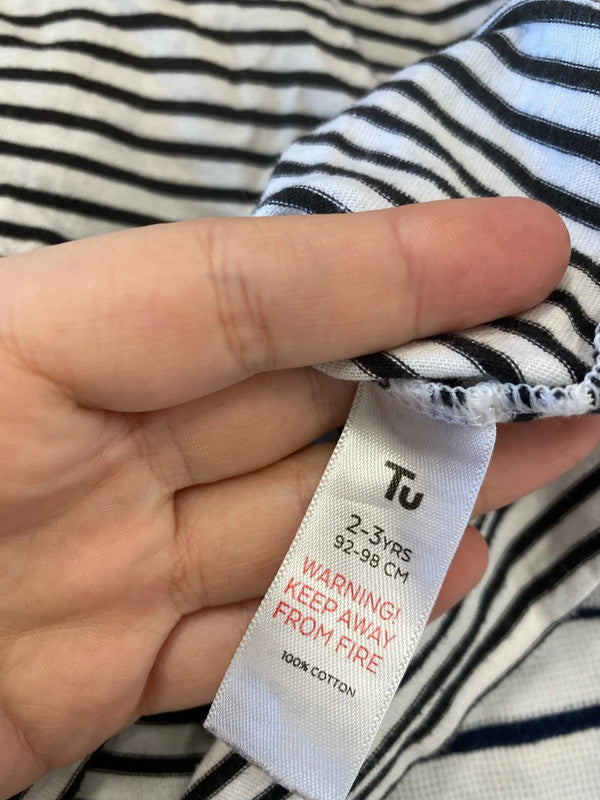 Tu
2-3YRS
92-98 CM
WARNING!
KEEP AWAY
FROM FIRE
100% COTTON